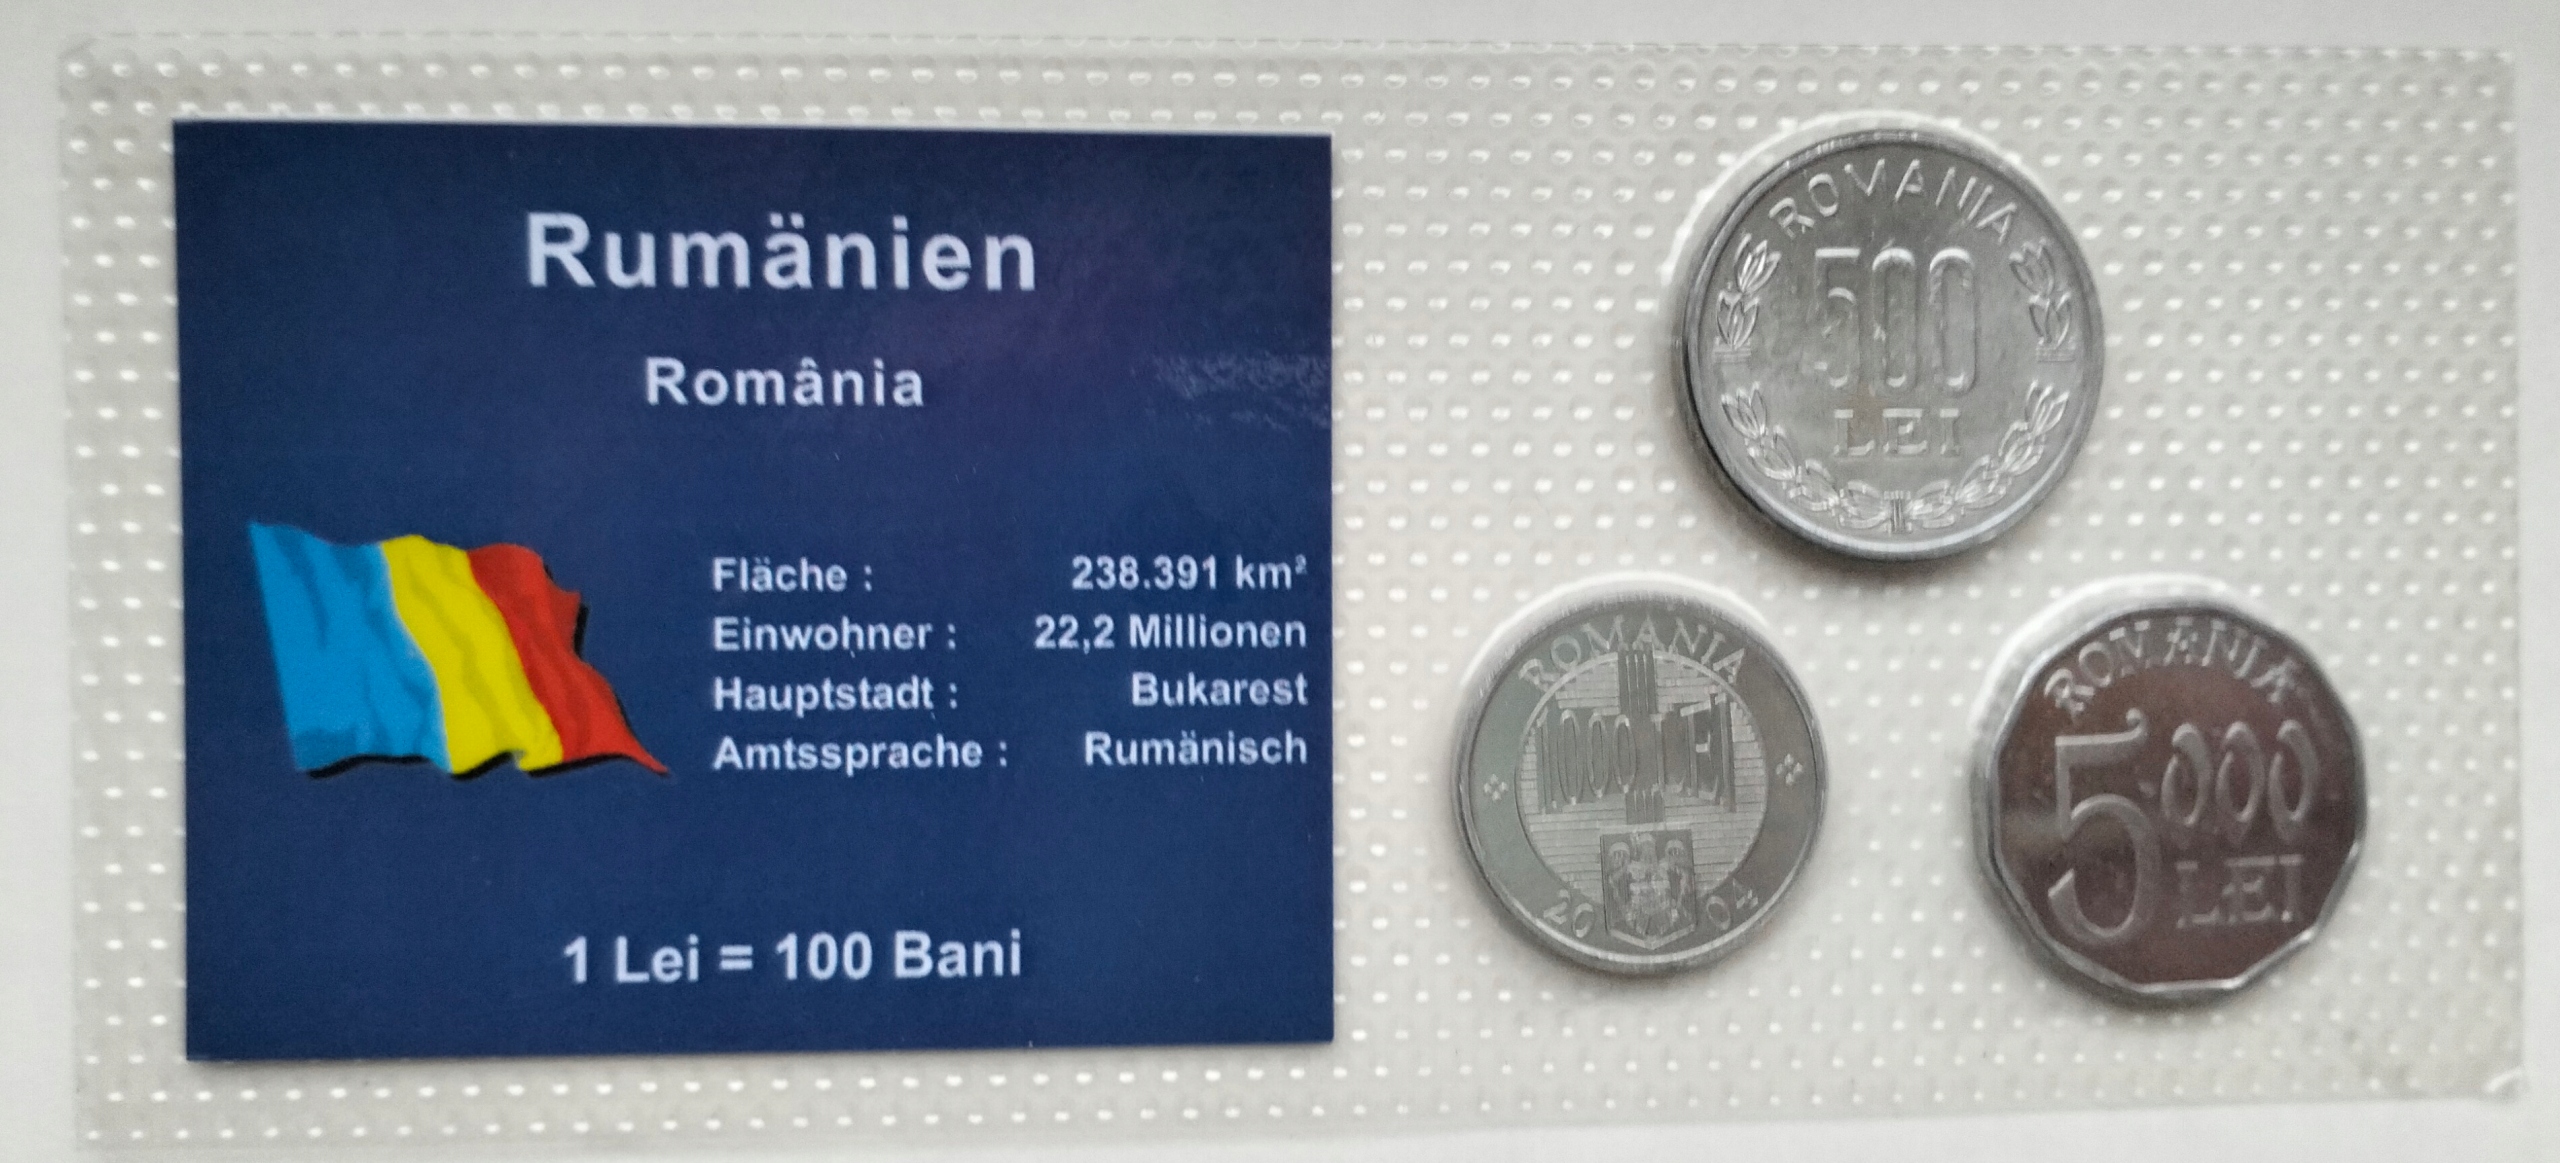 Rumänien
România
Fläche : 238.391 km²
Einwohner : 22,2 Millionen
Hauptstadt : Bukarest
Amtssprache : Rumänisch
1 Lei = 100 Bani
ROMANIA
500
LEI
ROMANIA
1000 LEI
2004
ROMANIA
5000
LEI